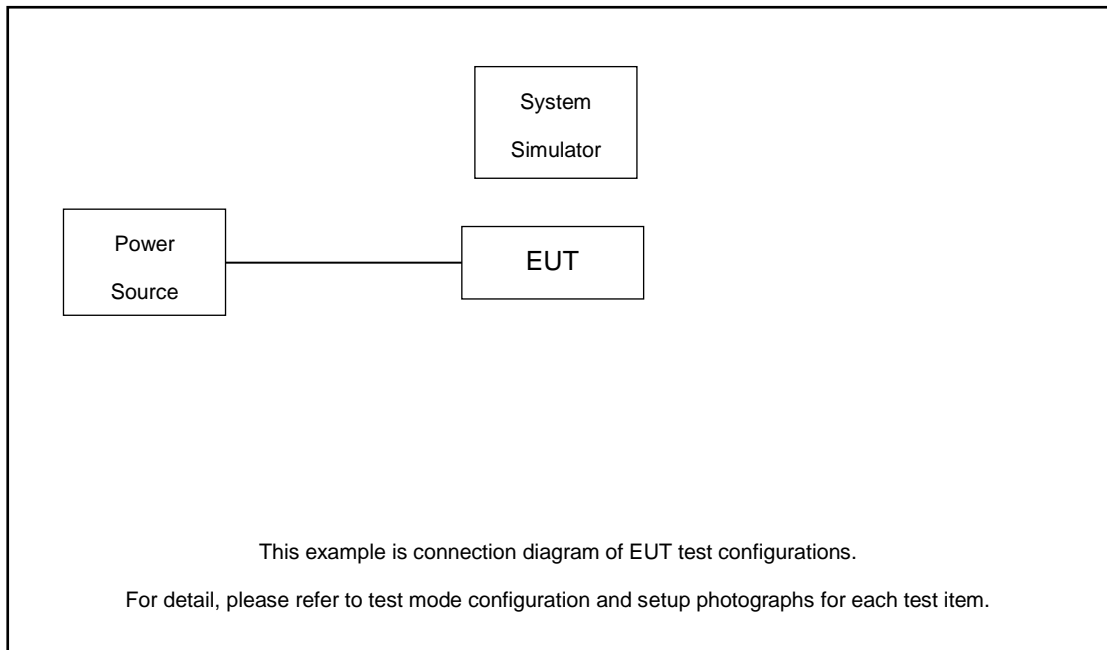 System
Simulator
Power
Source
EUT
This example is connection diagram of EUT test configurations.
For detail, please refer to test mode configuration and setup photographs for each test item.